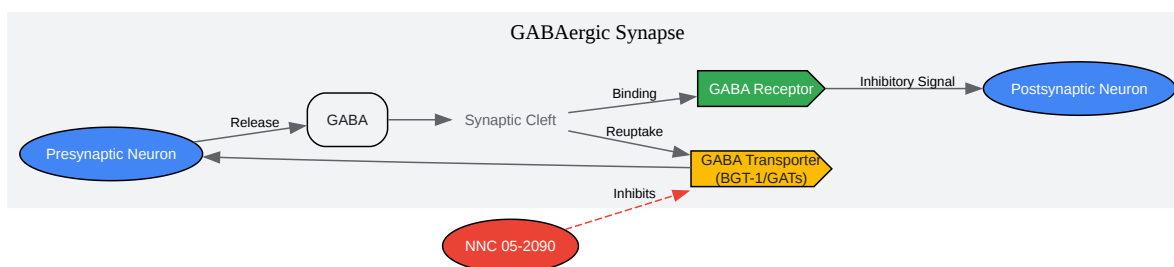 GABAergic Synapse
Release
GABA
Synaptic Cleft
Binding
GABA Receptor
Inhibitory Signal
Postsynaptic Neuron
Presynaptic Neuron
Reuptake
GABA Transporter
(BGT-1/GATs)
Inhibits
NNC 05-2090